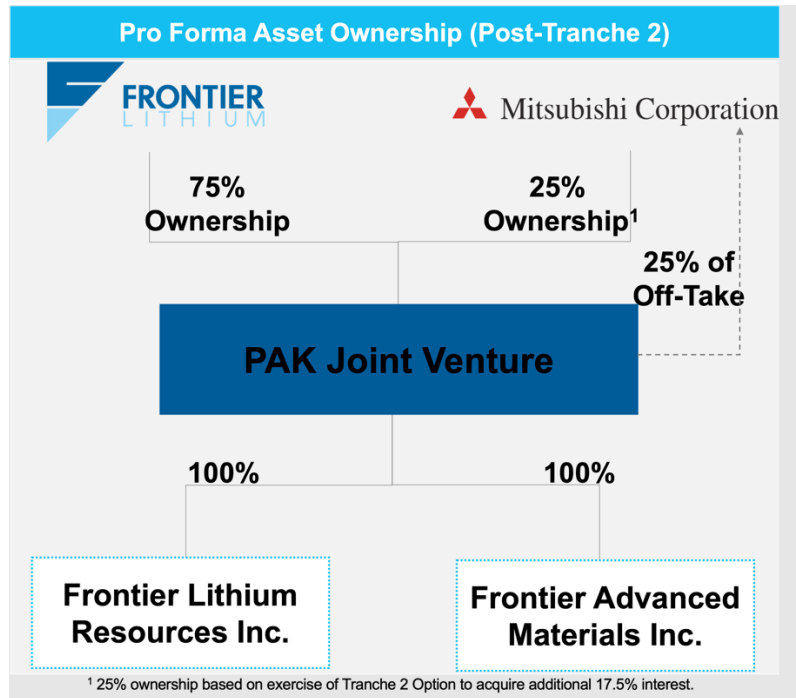 Pro Forma Asset Ownership (Post-Tranche 2)
FRONTIER
LITHIUM
Mitsubishi Corporation
75%
Ownership
25%
Ownership¹
25% of
Off-Take
PAK Joint Venture
100%
100%
Frontier Lithium
Resources Inc.
Frontier Advanced
Materials Inc.
¹ 25% ownership based on exercise of Tranche 2 Option to acquire additional 17.5% interest.